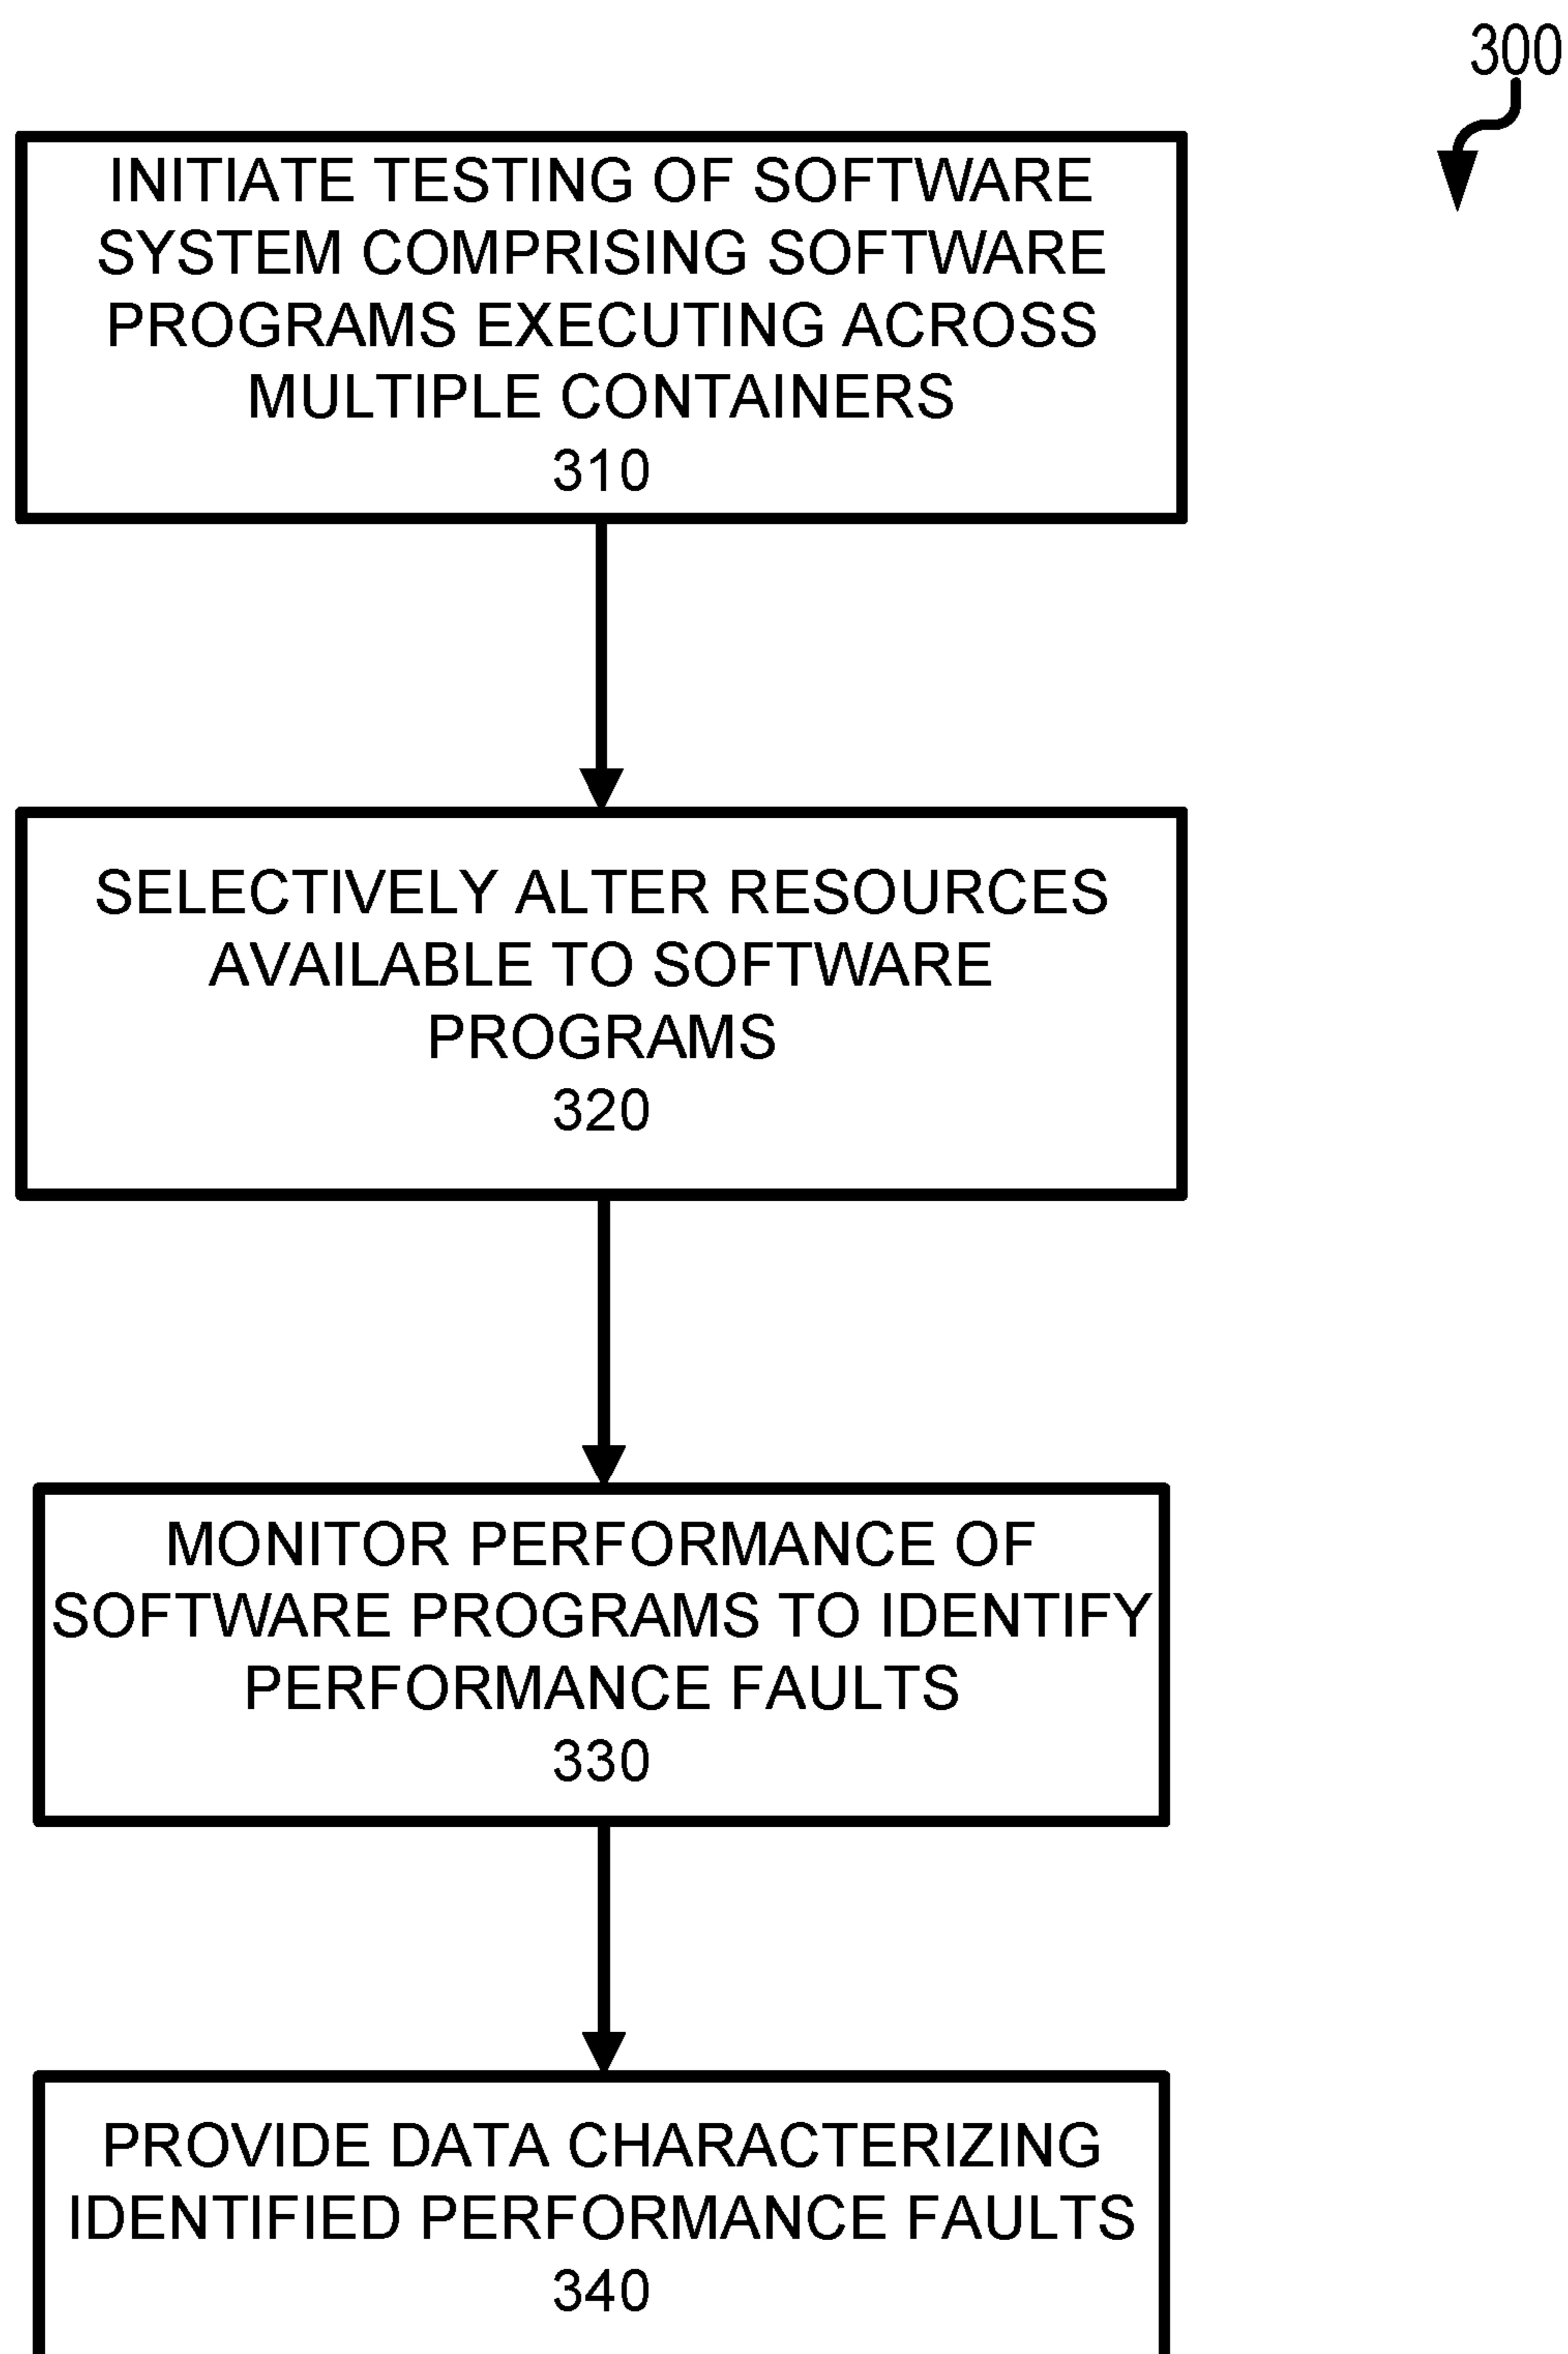 300
INITIATE TESTING OF SOFTWARE
SYSTEM COMPRISING SOFTWARE
PROGRAMS EXECUTING ACROSS
MULTIPLE CONTAINERS
310
SELECTIVELY ALTER RESOURCES
AVAILABLE TO SOFTWARE
PROGRAMS
320
MONITOR PERFORMANCE OF
SOFTWARE PROGRAMS TO IDENTIFY
PERFORMANCE FAULTS
330
PROVIDE DATA CHARACTERIZING
IDENTIFIED PERFORMANCE FAULTS
340